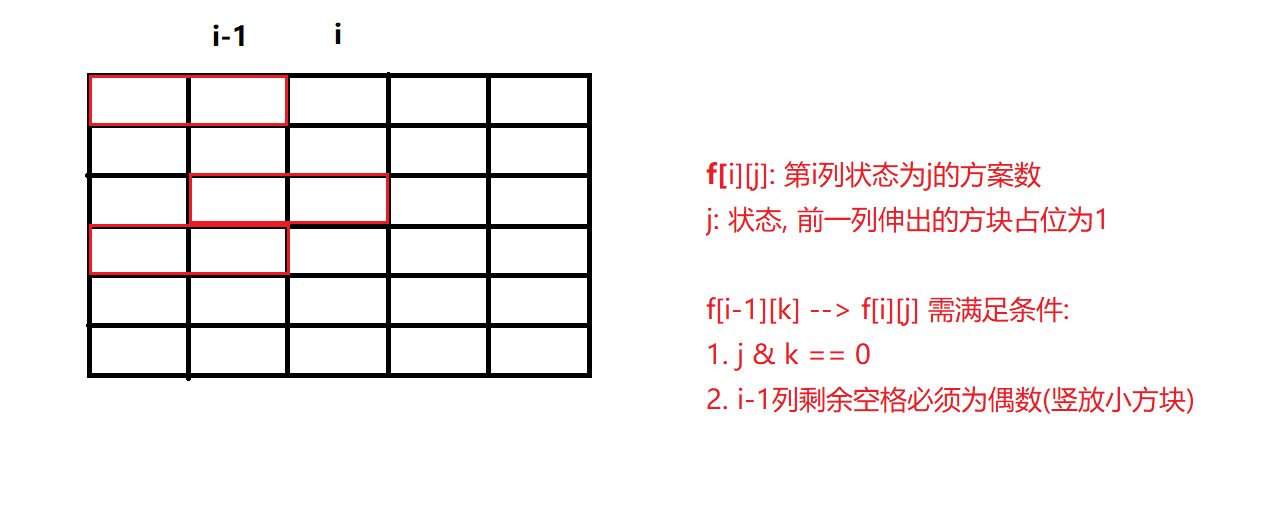 i-1 i
f[i][j]: 第i列状态为j的方案数
j: 状态, 前一列伸出的方块占位为1
f[i-1][k] --> f[i][j] 需满足条件:
1. j & k == 0
2. i-1列剩余空格必须为偶数(竖放小方块)